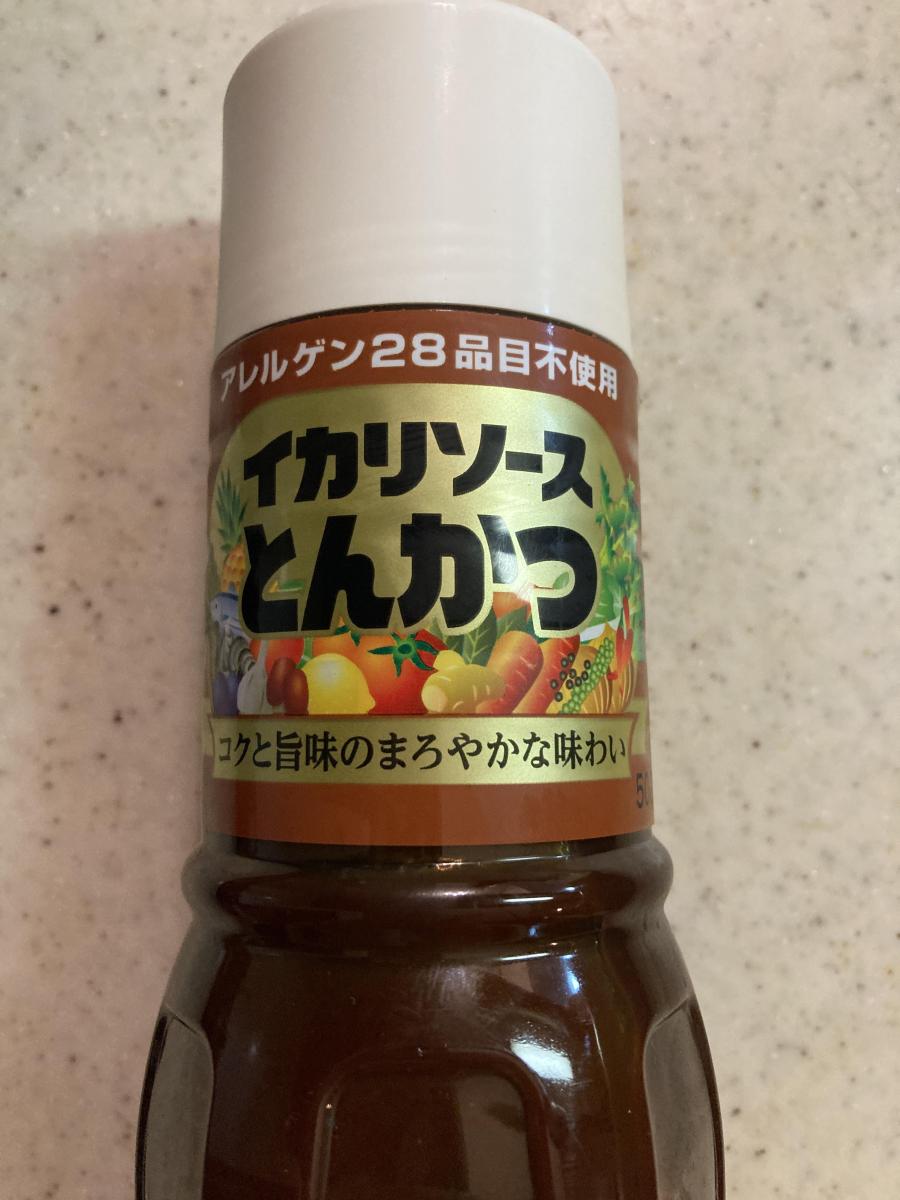 アレルゲン28品目不使用
イカリソース
とんかつ
コクと旨味のまろやかな味わい
50